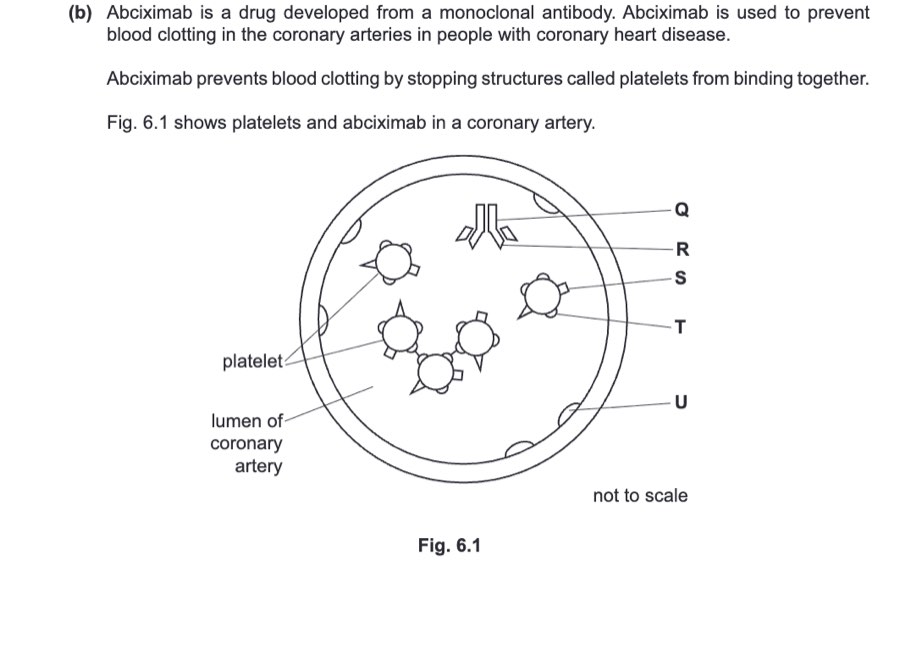 (b) Abciximab is a drug developed from a monoclonal antibody. Abciximab is used to prevent
blood clotting in the coronary arteries in people with coronary heart disease.
Abciximab prevents blood clotting by stopping structures called platelets from binding together.
Fig. 6.1 shows platelets and abciximab in a coronary artery.
Q
R
S
T
platelet
U
lumen of
coronary
artery
not to scale
Fig. 6.1